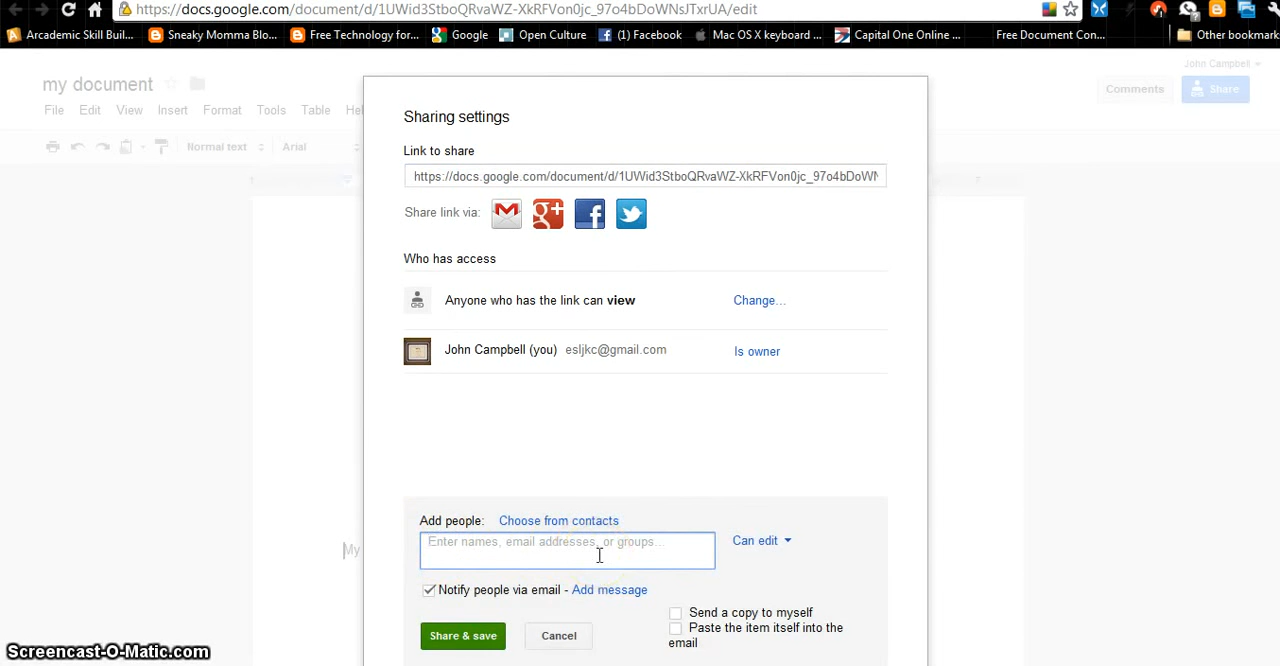 https://docs.google.com/document/d/1UWid3StboQRvaWZ-XkRFVon0jc_97o4bDoWNsJTxrUA/edit
Arcademic Skill Buil... Sneaky Momma Blo... Free Technology for... Google Open Culture (1) Facebook Mac OS X keyboard ... Capital One Online ... Free Document Con... Other bookmark
John Campbell
my document
Comments Share
File Edit View Insert Format Tools Table Hel
Normal text Arial
Sharing settings
Link to share
https://docs.google.com/document/d/1UWid3StboQRvaWZ-XkRFVon0jc_97o4bDoWN
Share link via:
Who has access
Anyone who has the link can view Change...
John Campbell (you) esljkc@gmail.com Is owner
Add people: Choose from contacts
Enter names, email addresses, or groups...
Can edit
My
Notify people via email - Add message
Send a copy to myself
Paste the item itself into the
email
Share & save Cancel
Screencast-O-Matic.com